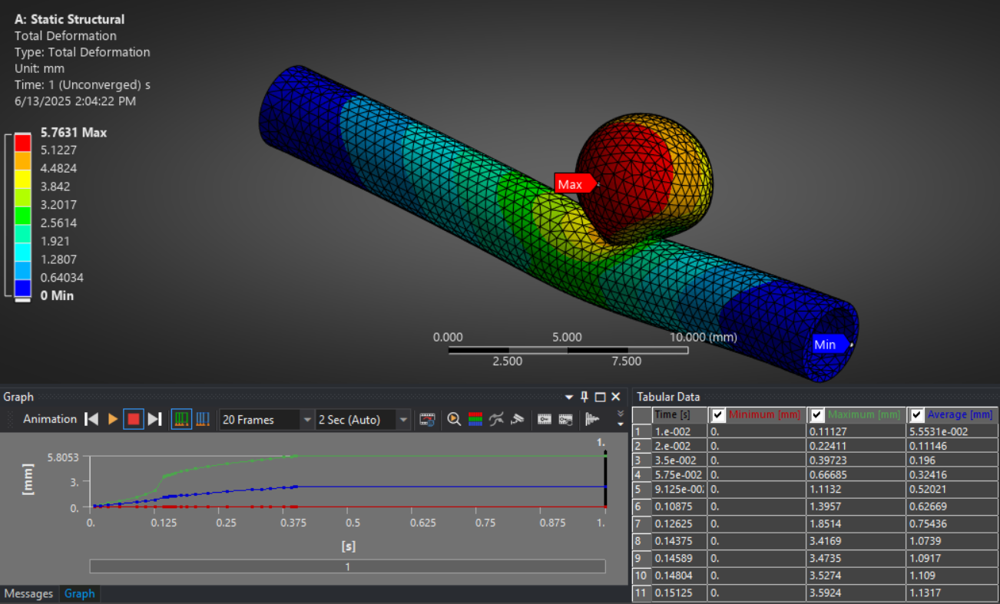 A: Static Structural
Total Deformation
Type: Total Deformation
Unit: mm
Time: 1 (Unconverged) s
6/13/2025 2:04:22 PM
5.7631 Max
5.1227
4.4824
3.842
3.2017
2.5614
1.921
1.2807
0.64034
0 Min
Max
Min
0.000 5.000 10.000 (mm)
2.500 7.500
Graph
Animation 20 Frames 2 Sec (Auto)
1.
5.8053
[mm]
3.
0.
0. 0.125 0.25 0.375 0.5 0.625 0.75 0.875 1.
[s]
1
Messages Graph
Tabular Data
Time [s] Minimum [mm] Maximum [mm] Average [mm]
1 1.e-002 0. 0.11127 5.5531e-002
2 2.e-002 0. 0.22411 0.11146
3 3.5e-002 0. 0.39723 0.196
4 5.75e-002 0. 0.66685 0.32416
5 9.125e-00 0. 1.1132 0.52021
6 0.10875 0. 1.3957 0.62669
7 0.12625 0. 1.8514 0.75436
8 0.14375 0. 3.4169 1.0739
9 0.14589 0. 3.4735 1.0917
10 0.14804 0. 3.5274 1.109
11 0.15125 0. 3.5924 1.1317